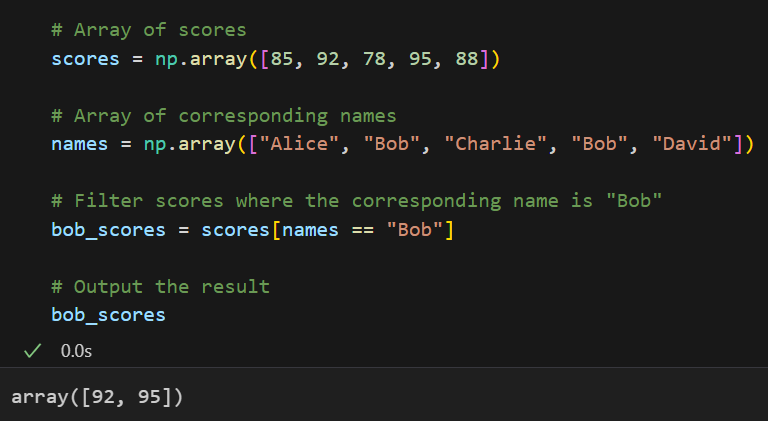 # Array of scores
scores = np.array([85, 92, 78, 95, 88])
# Array of corresponding names
names = np.array(["Alice", "Bob", "Charlie", "Bob", "David"])
# Filter scores where the corresponding name is "Bob"
bob_scores = scores[names == "Bob"]
# Output the result
bob_scores
0.0s
array([92, 95])